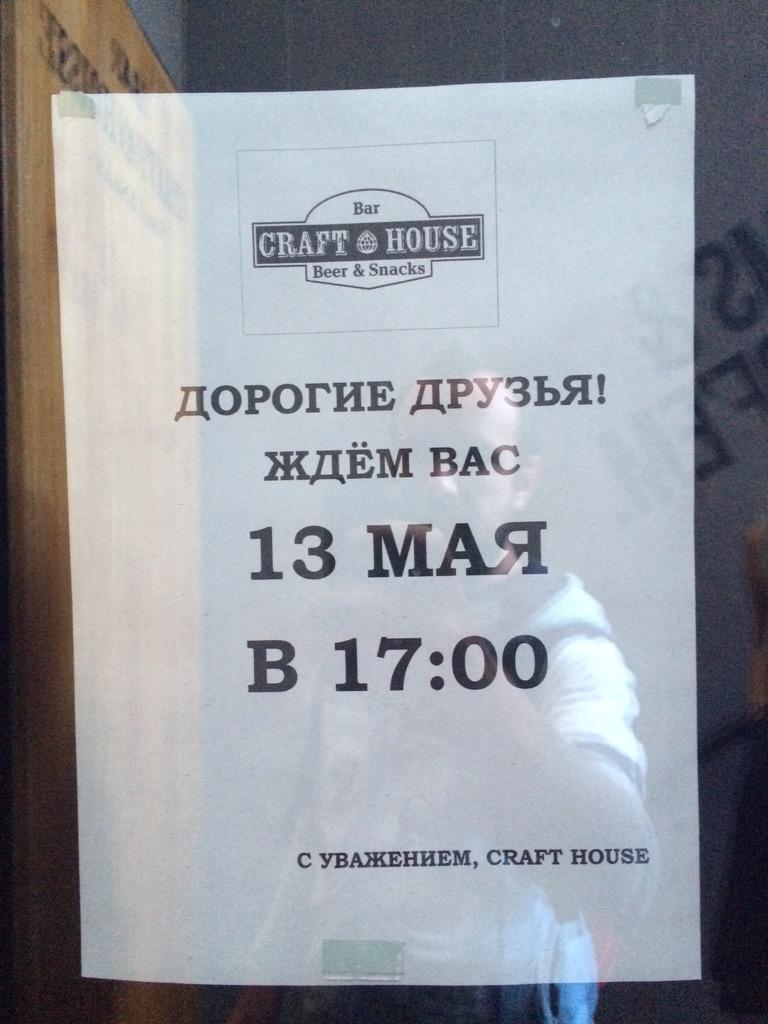 Bar
CRAFT HOUSE
Beer & Snacks
ДОРОГИЕ ДРУЗЬЯ!
ЖДЁМ ВАС
13 МАЯ
В 17:00
С УВАЖЕНИЕМ, CRAFT HOUSE